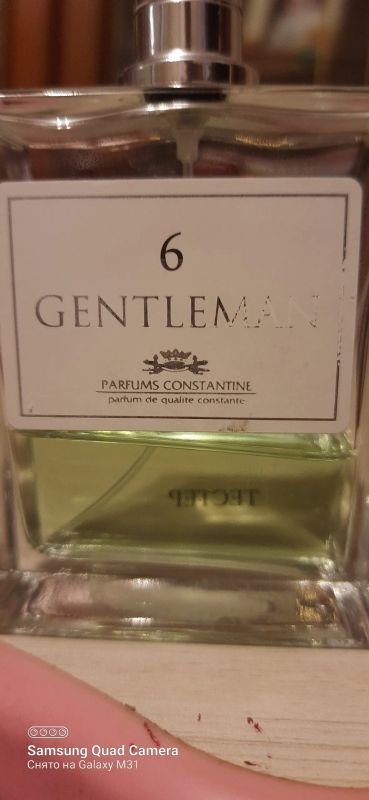 6
GENTLEMAN
PARFUMS CONSTANTINE
parfum de qualite constante
ТЕСТЕР
Samsung Quad Camera
Снято на Galaxy M31